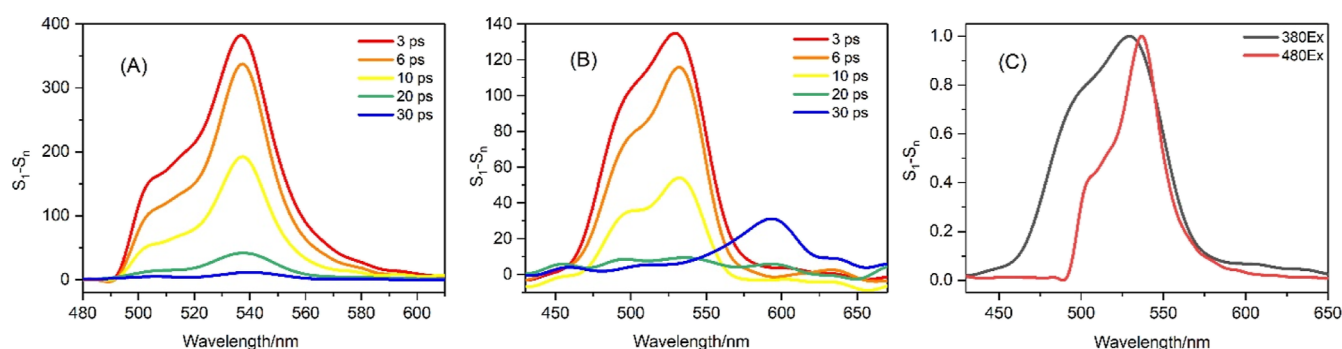 (A)
S₁-Sₙ
400
300
200
100
0
480
500
520
540
560
580
600
Wavelength/nm
3 ps
6 ps
10 ps
20 ps
30 ps
(B)
S₁-Sₙ
140
120
100
80
60
40
20
0
450
500
550
600
650
Wavelength/nm
3 ps
6 ps
10 ps
20 ps
30 ps
(C)
S₁-Sₙ
1.0
0.8
0.6
0.4
0.2
0.0
450
500
550
600
650
Wavelength/nm
380Ex
480Ex